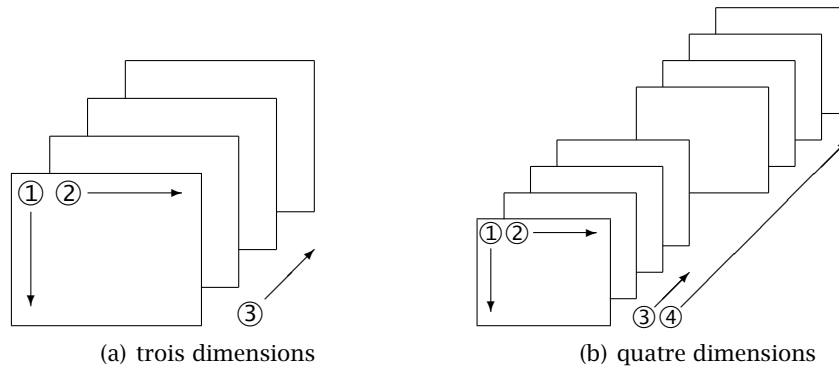 ① ②
③
(a) trois dimensions
① ②
③ ④
(b) quatre dimensions